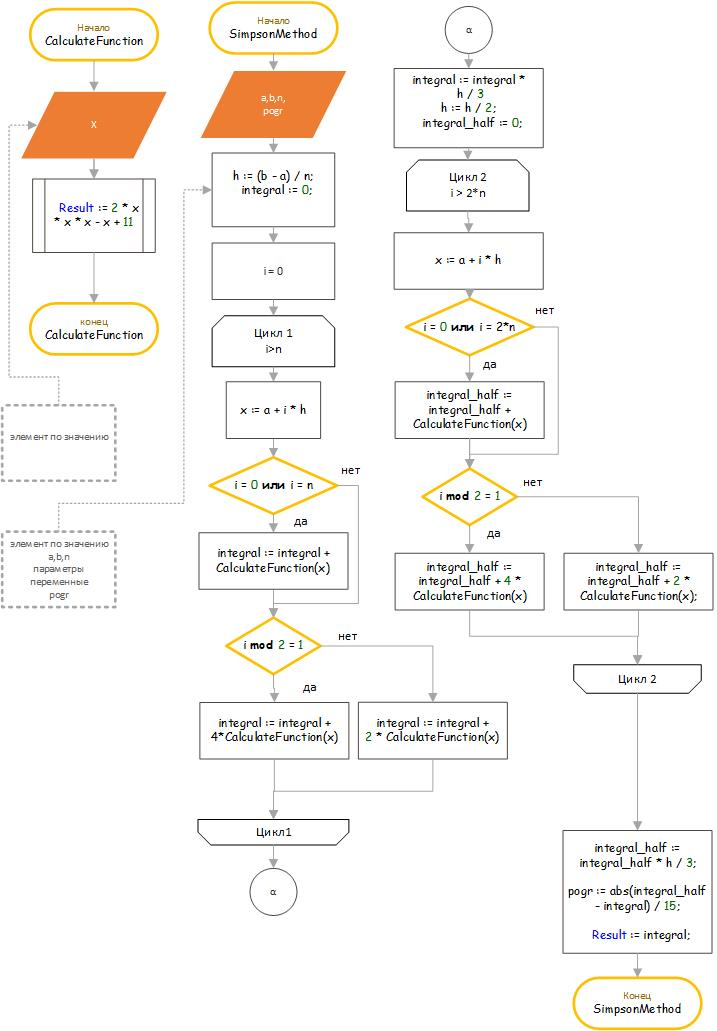 Начало
CalculateFunction
X
Result := 2 * x
* x * x - x + 11
конец
CalculateFunction
элемент по значению
элемент по значению
a,b,n
параметры
переменные
pogr
Начало
SimpsonMethod
a,b,n,
pogr
h := (b - a) / n;
integral := 0;
i = 0
Цикл 1
i>n
x := a + i * h
i = 0 или i = n
нет
да
integral := integral +
CalculateFunction(x)
i mod 2 = 1
нет
да
integral := integral +
4*CalculateFunction(x)
integral := integral +
2 * CalculateFunction(x)
Цикл1
α
α
integral := integral *
h / 3
h := h / 2;
integral_half := 0;
Цикл 2
i > 2*n
x := a + i * h
i = 0 или i = 2*n
нет
да
integral_half :=
integral_half +
CalculateFunction(x)
i mod 2 = 1
нет
да
integral_half :=
integral_half + 4 *
CalculateFunction(x)
integral_half :=
integral_half + 2 *
CalculateFunction(x);
Цикл 2
integral_half :=
integral_half * h / 3;
pogr := abs(integral_half
- integral) / 15;
Result := integral;
Конец
SimpsonMethod